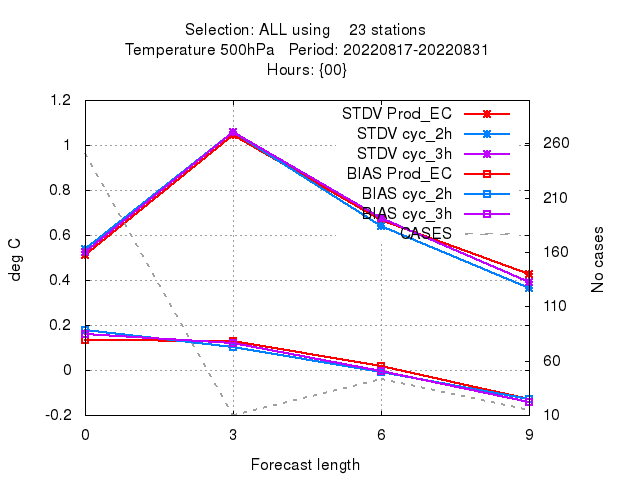 Selection: ALL using    23 stations
Temperature 500hPa   Period: 20220817-20220831
Hours: {00}
STDV Prod_EC
STDV cyc_2h
STDV cyc_3h
BIAS Prod_EC
BIAS cyc_2h
BIAS cyc_3h
CASES
1.2
1
0.8
0.6
0.4
0.2
0
-0.2
deg C
260
210
160
110
60
10
No cases
0 3 6 9
Forecast length